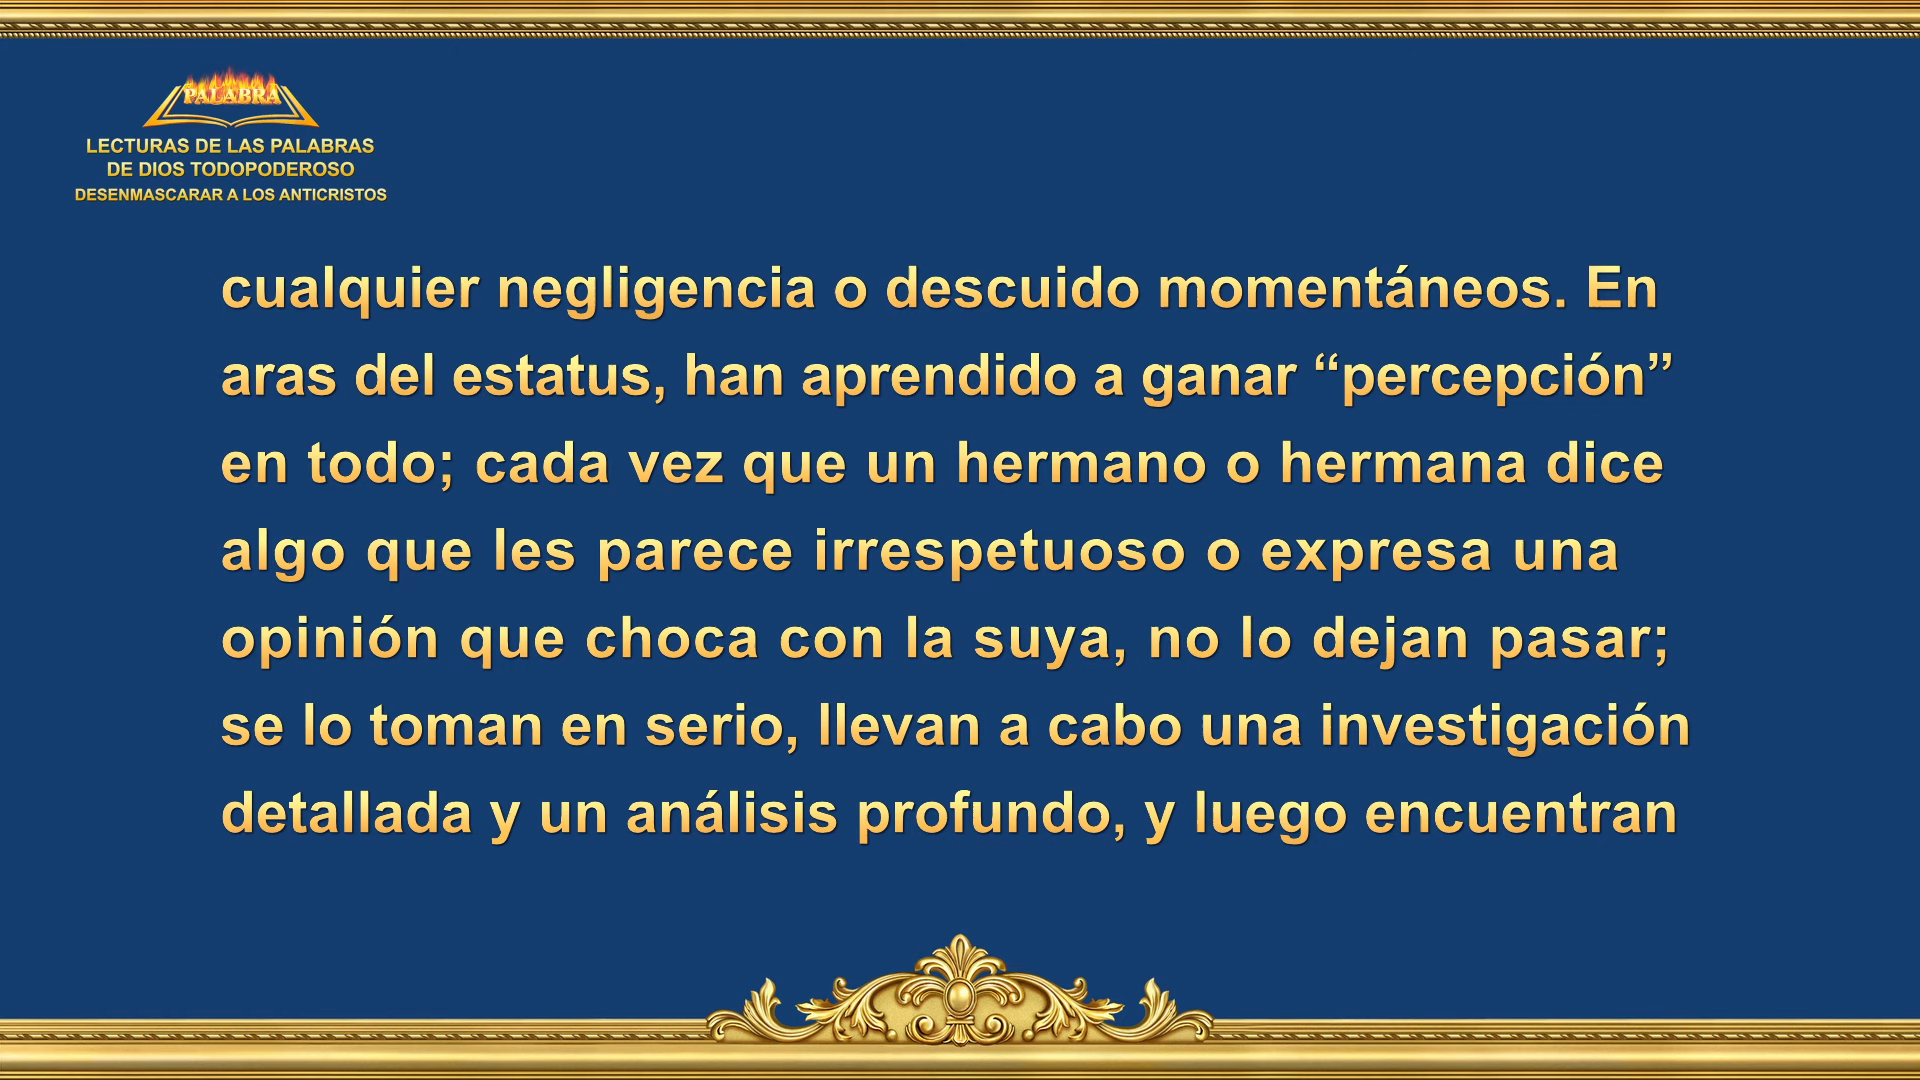 PALABRA
LECTURAS DE LAS PALABRAS
DE DIOS TODOPODEROSO
DESENMASCARAR A LOS ANTICRISTOS
cualquier negligencia o descuido momentáneos. En
aras del estatus, han aprendido a ganar “percepción”
en todo; cada vez que un hermano o hermana dice
algo que les parece irrespetuoso o expresa una
opinión que choca con la suya, no lo dejan pasar;
se lo toman en serio, llevan a cabo una investigación
detallada y un análisis profundo, y luego encuentran